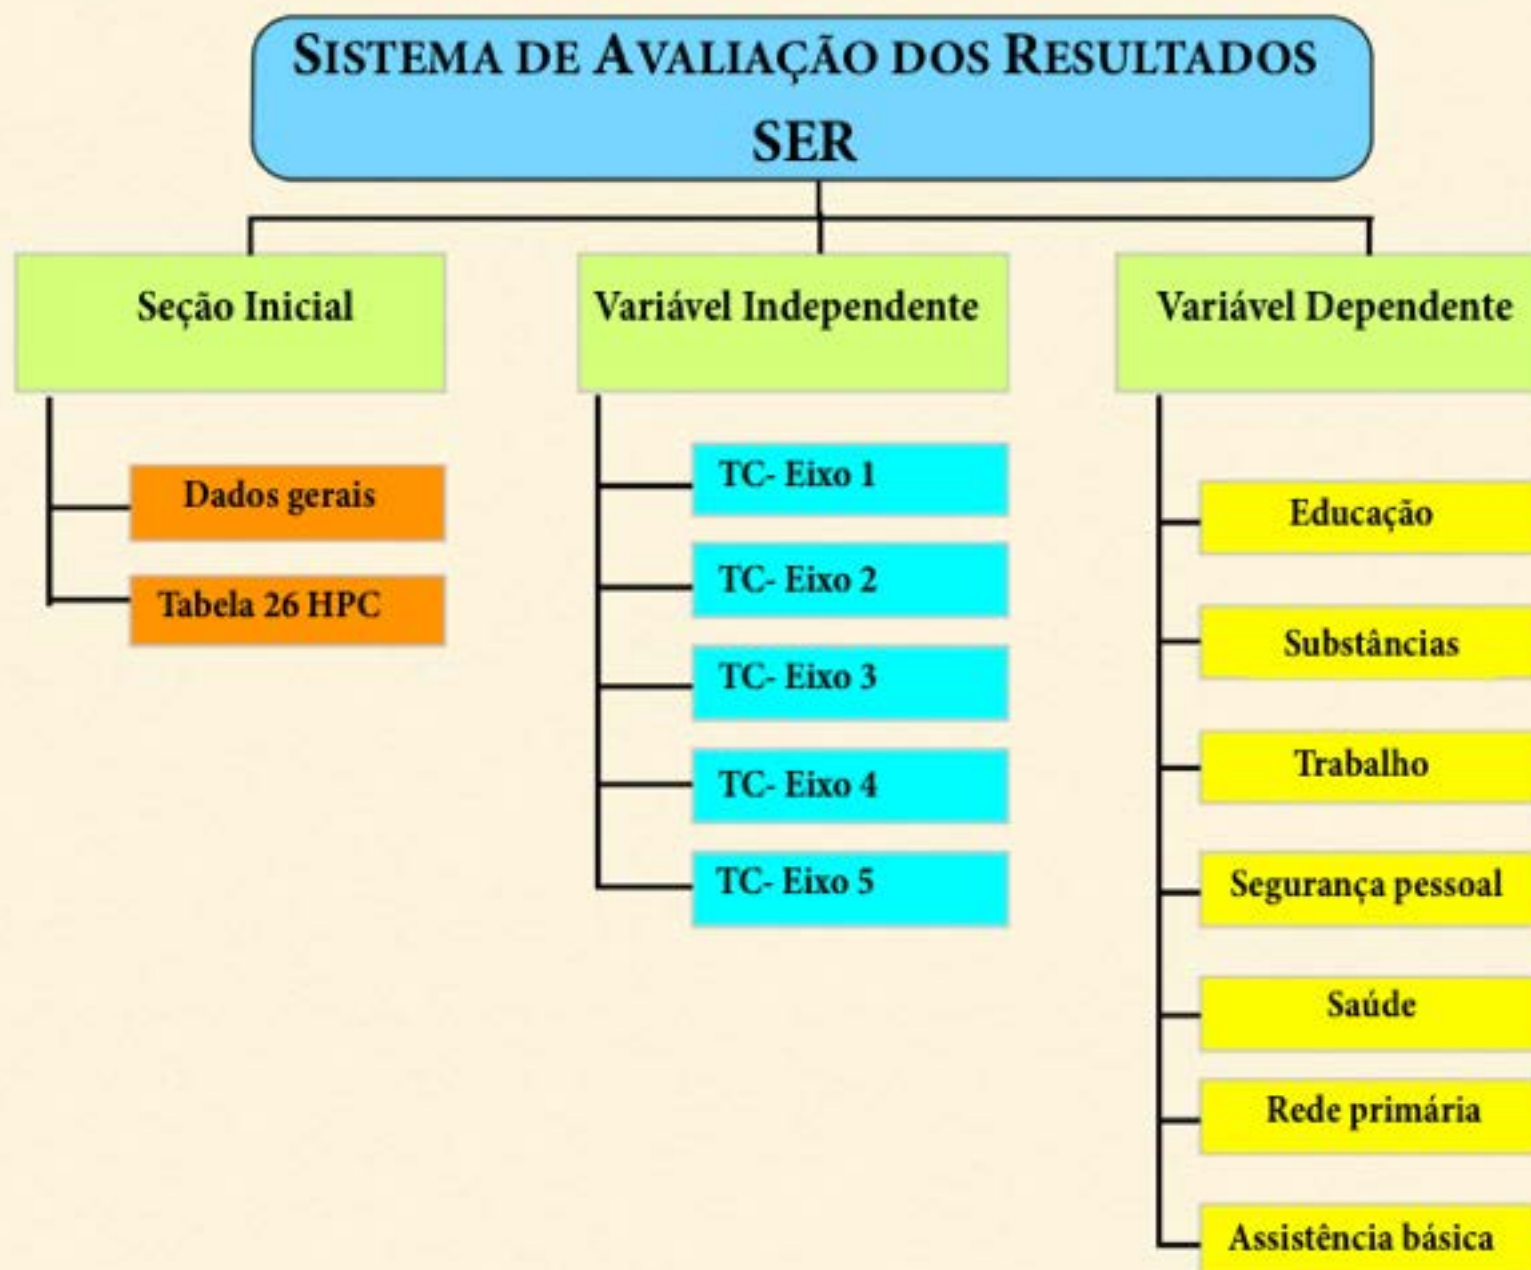 SISTEMA DE AVALIAÇÃO DOS RESULTADOS
SER
Seção Inicial
Dados gerais
Tabela 26 HPC
Variável Independente
TC- Eixo 1
TC- Eixo 2
TC- Eixo 3
TC- Eixo 4
TC- Eixo 5
Variável Dependente
Educação
Substâncias
Trabalho
Segurança pessoal
Saúde
Rede primária
Assistência básica